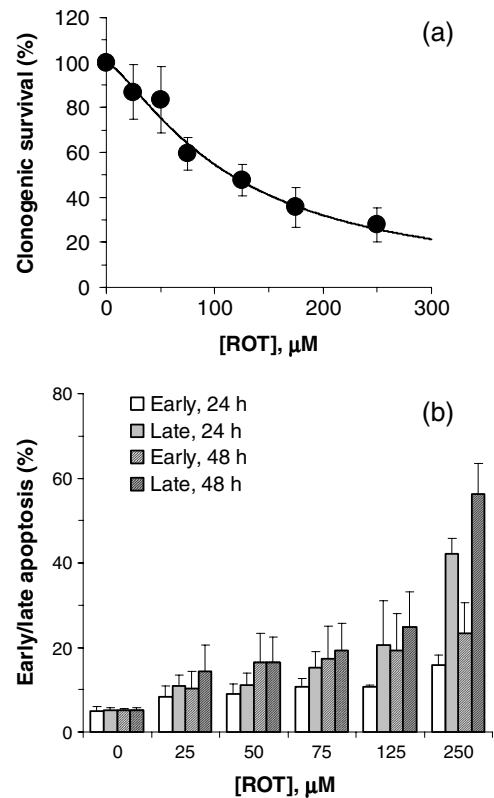 120
(a)
100
80
60
40
20
0
Clonogenic survival (%)
0 100 200 300
[ROT], μM
80
(b)
Early, 24 h
Late, 24 h
Early, 48 h
Late, 48 h
60
40
20
0
Early/late apoptosis (%)
0 25 50 75 125 250
[ROT], μM